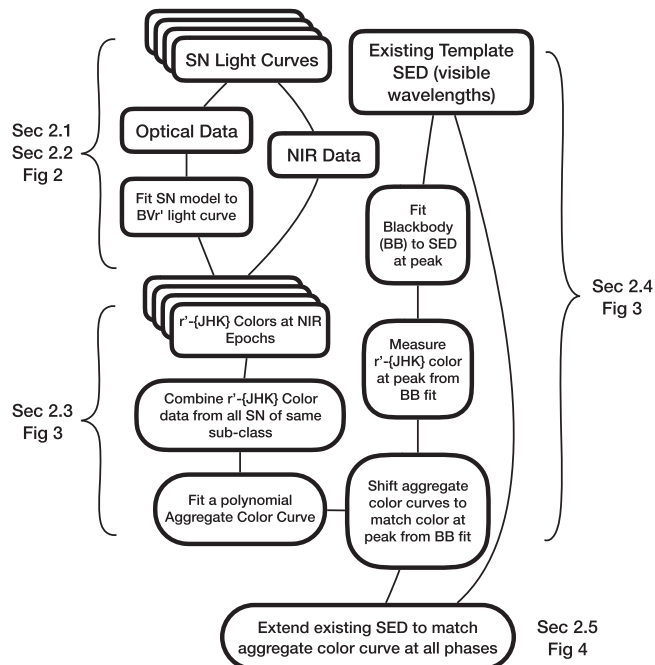 SN Light Curves
Existing Template
SED (visible
wavelengths)
Sec 2.1
Sec 2.2
Fig 2
Optical Data
NIR Data
Fit SN model to
BVr' light curve
Fit
Blackbody
(BB) to SED
at peak
Sec 2.4
Fig 3
r'-{JHK} Colors at NIR
Epochs
Measure
r'-{JHK} color
at peak from
BB fit
Sec 2.3
Fig 3
Combine r'-{JHK} Color
data from all SN of same
sub-class
Fit a polynomial
Aggregate Color Curve
Shift aggregate
color curves to
match color at
peak from BB fit
Extend existing SED to match
aggregate color curve at all phases
Sec 2.5
Fig 4